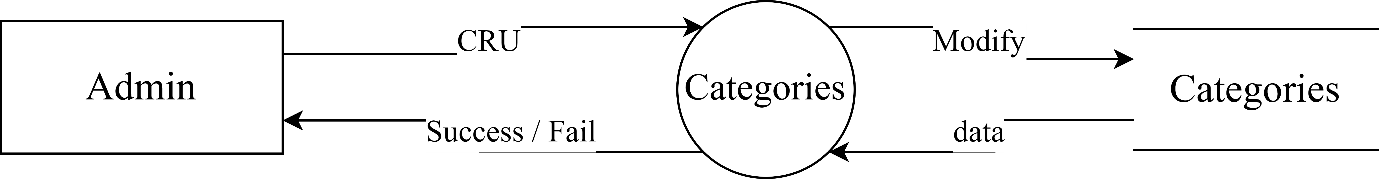 CRU
Modify
Admin
Categories
Categories
Success / Fail
data